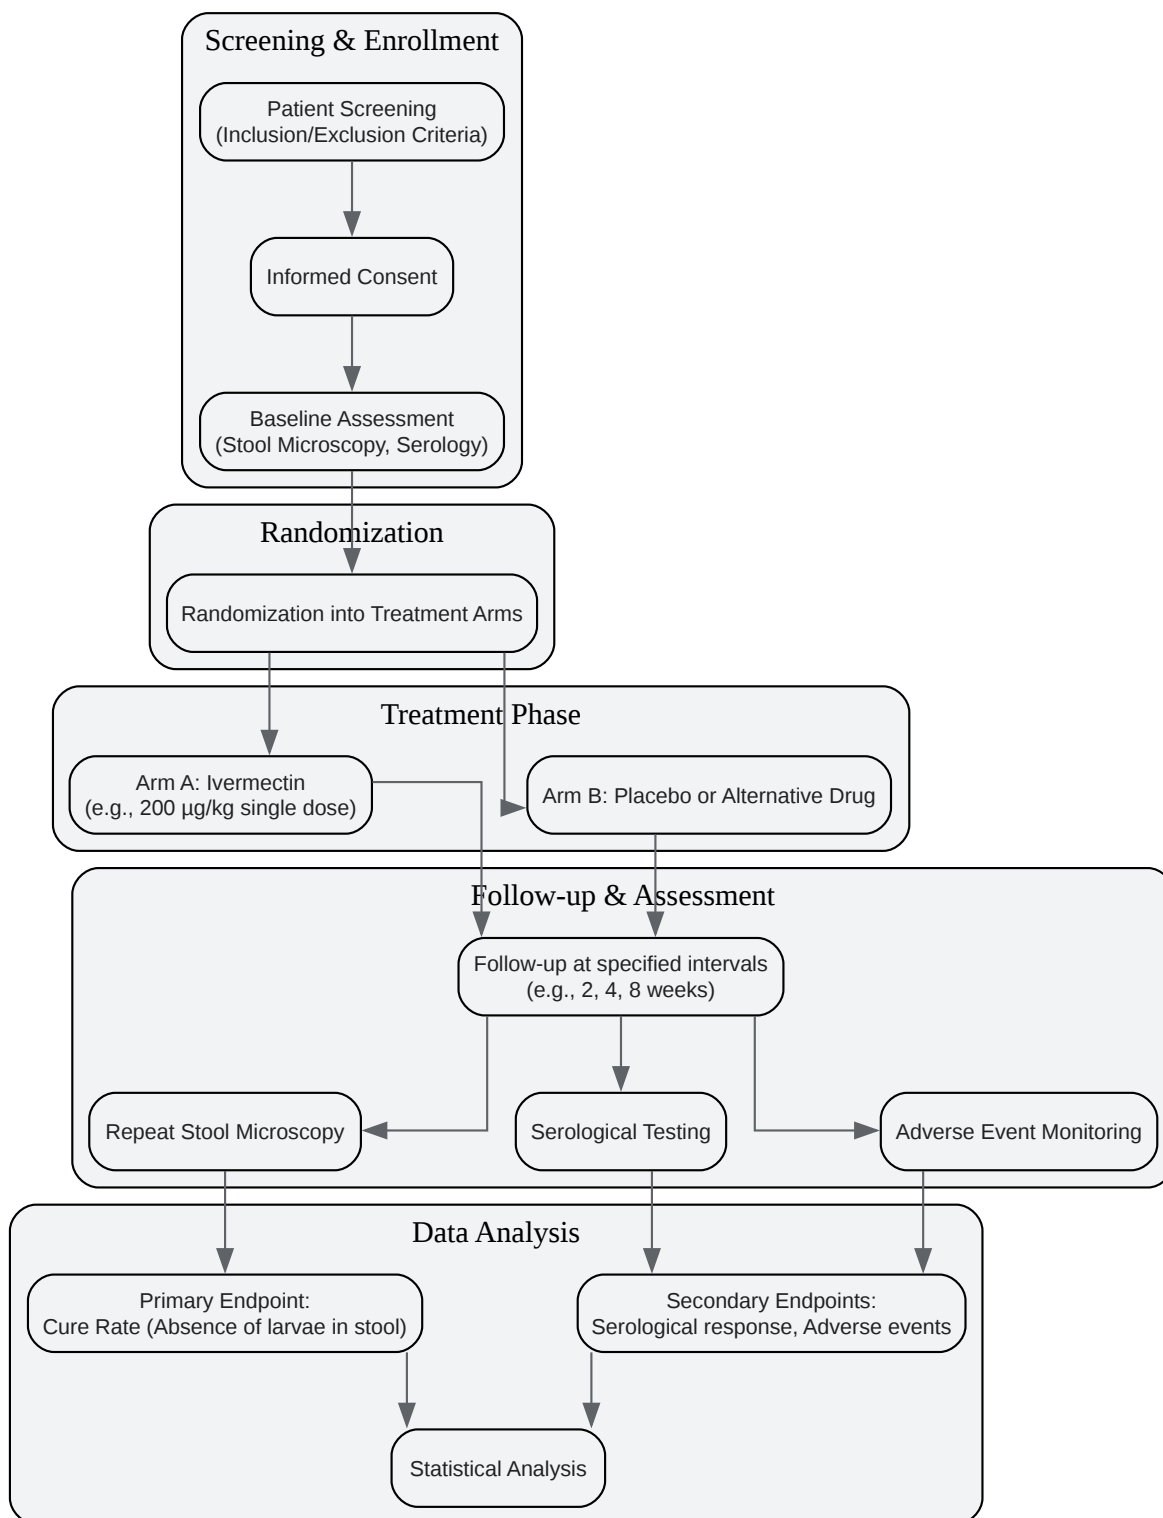 Screening & Enrollment
Patient Screening
(Inclusion/Exclusion Criteria)
Informed Consent
Baseline Assessment
(Stool Microscopy, Serology)
Randomization
Randomization into Treatment Arms
Treatment Phase
Arm A: Ivermectin
(e.g., 200 µg/kg single dose)
Arm B: Placebo or Alternative Drug
Follow-up & Assessment
Follow-up at specified intervals
(e.g., 2, 4, 8 weeks)
Repeat Stool Microscopy
Serological Testing
Adverse Event Monitoring
Data Analysis
Primary Endpoint:
Cure Rate (Absence of larvae in stool)
Secondary Endpoints:
Serological response, Adverse events
Statistical Analysis